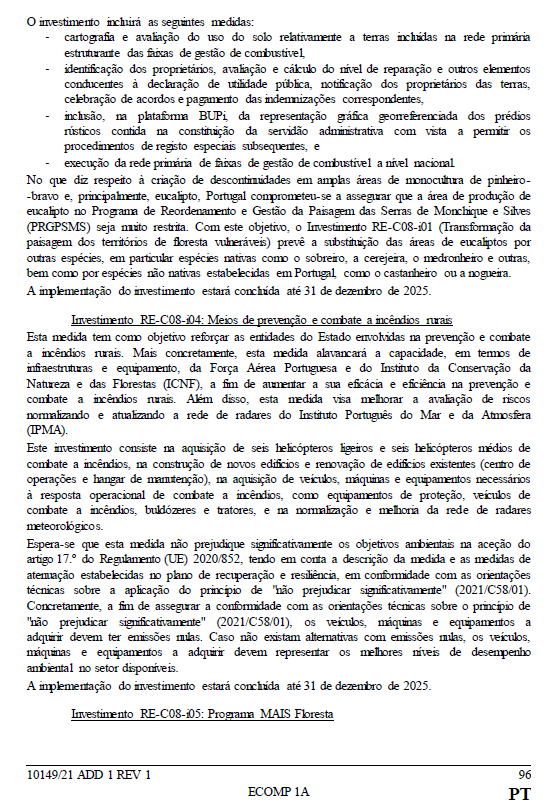 O investimento incluirá as seguintes medidas:
- cartografia e avaliação do uso do solo relativamente a terras incluídas na rede primária
estruturante das faixas de gestão de combustível,
- identificação dos proprietários, avaliação e cálculo do nível de reparação e outros elementos
conducentes à declaração de utilidade pública, notificação dos proprietários das terras,
celebração de acordos e pagamento das indemnizações correspondentes,
- inclusão, na plataforma BUPi, da representação gráfica georreferenciada dos prédios
rústicos contida na constituição da servidão administrativa com vista a permitir os
procedimentos de registo especiais subsequentes, e
- execução da rede primária de faixas de gestão de combustível a nível nacional.
No que diz respeito à criação de descontinuidades em amplas áreas de monocultura de pinheiro-
-bravo e, principalmente, eucalipto, Portugal comprometeu-se a assegurar que a área de produção de
eucalipto no Programa de Reordenamento e Gestão da Paisagem das Serras de Monchique e Silves
(PRGPSMS) seja muito restrita. Com este objetivo, o Investimento RE-C08-i01 (Transformação da
paisagem dos territórios de floresta vulneráveis) prevê a substituição das áreas de eucaliptos por
outras espécies, em particular espécies nativas como o sobreiro, a cerejeira, o medronheiro e outras,
bem como por espécies não nativas estabelecidas em Portugal, como o castanheiro ou a nogueira.
A implementação do investimento estará concluída até 31 de dezembro de 2025.
Investimento RE-C08-i04: Meios de prevenção e combate a incêndios rurais
Esta medida tem como objetivo reforçar as entidades do Estado envolvidas na prevenção e combate
a incêndios rurais. Mais concretamente, esta medida alavancará a capacidade, em termos de
infraestruturas e equipamento, da Força Aérea Portuguesa e do Instituto da Conservação da
Natureza e das Florestas (ICNF), a fim de aumentar a sua eficácia e eficiência na prevenção e
combate a incêndios rurais. Além disso, esta medida visa melhorar a avaliação de riscos
normalizando e atualizando a rede de radares do Instituto Português do Mar e da Atmosfera
(IPMA).
Este investimento consiste na aquisição de seis helicópteros ligeiros e seis helicópteros médios de
combate a incêndios, na construção de novos edifícios e renovação de edifícios existentes (centro de
operações e hangar de manutenção), na aquisição de veículos, máquinas e equipamentos necessários
à resposta operacional de combate a incêndios, como equipamentos de proteção, veículos de
combate a incêndios, buldózeres e tratores, e na normalização e melhoria da rede de radares
meteorológicos.
Espera-se que esta medida não prejudique significativamente os objetivos ambientais na aceção do
artigo 17.º do Regulamento (UE) 2020/852, tendo em conta a descrição da medida e as medidas de
atenuação estabelecidas no plano de recuperação e resiliência, em conformidade com as orientações
técnicas sobre a aplicação do princípio de "não prejudicar significativamente" (2021/C58/01).
Concretamente, a fim de assegurar a conformidade com as orientações técnicas sobre o princípio de
"não prejudicar significativamente" (2021/C58/01), os veículos, máquinas e equipamentos a
adquirir devem ter emissões nulas. Caso não existam alternativas com emissões nulas, os veículos,
máquinas e equipamentos a adquirir devem representar os melhores níveis de desempenho
ambiental no setor disponíveis.
A implementação do investimento estará concluída até 31 de dezembro de 2025.
Investimento RE-C08-i05: Programa MAIS Floresta
10149/21 ADD 1 REV 1 96
ECOMP 1A PT